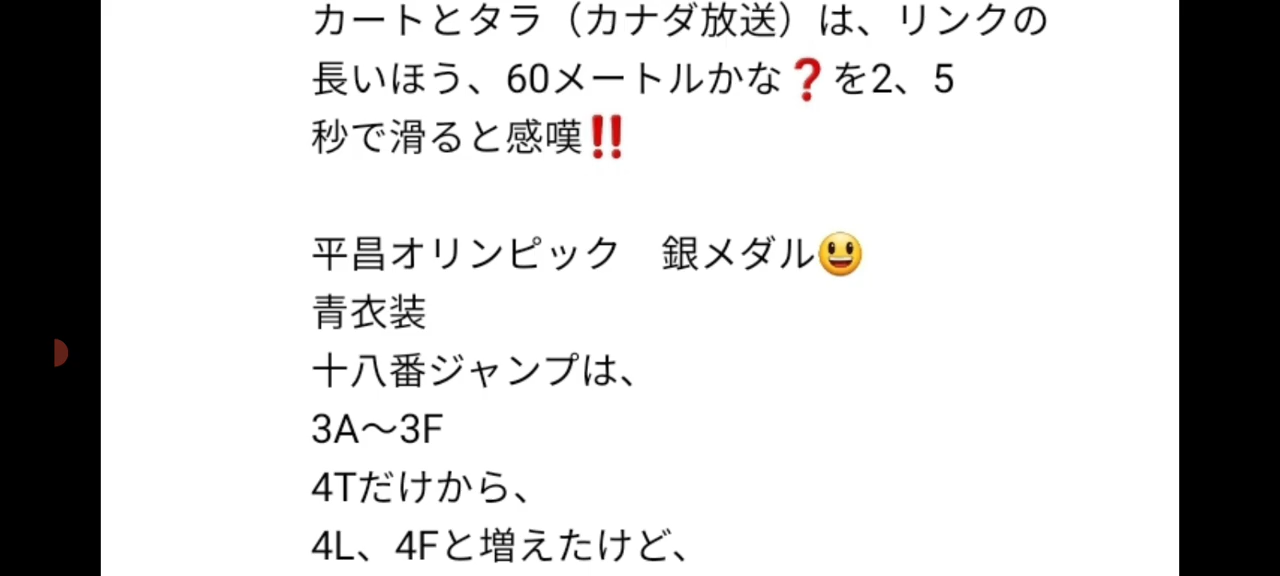 カートとタラ（カナダ放送）は、リンクの
長いほう、60メートルかな❓を2、5
秒で滑ると感嘆‼️
平昌オリンピック　銀メダル😃
青衣装
十八番ジャンプは、
3A〜3F
4Tだけから、
4L、4Fと増えたけど、